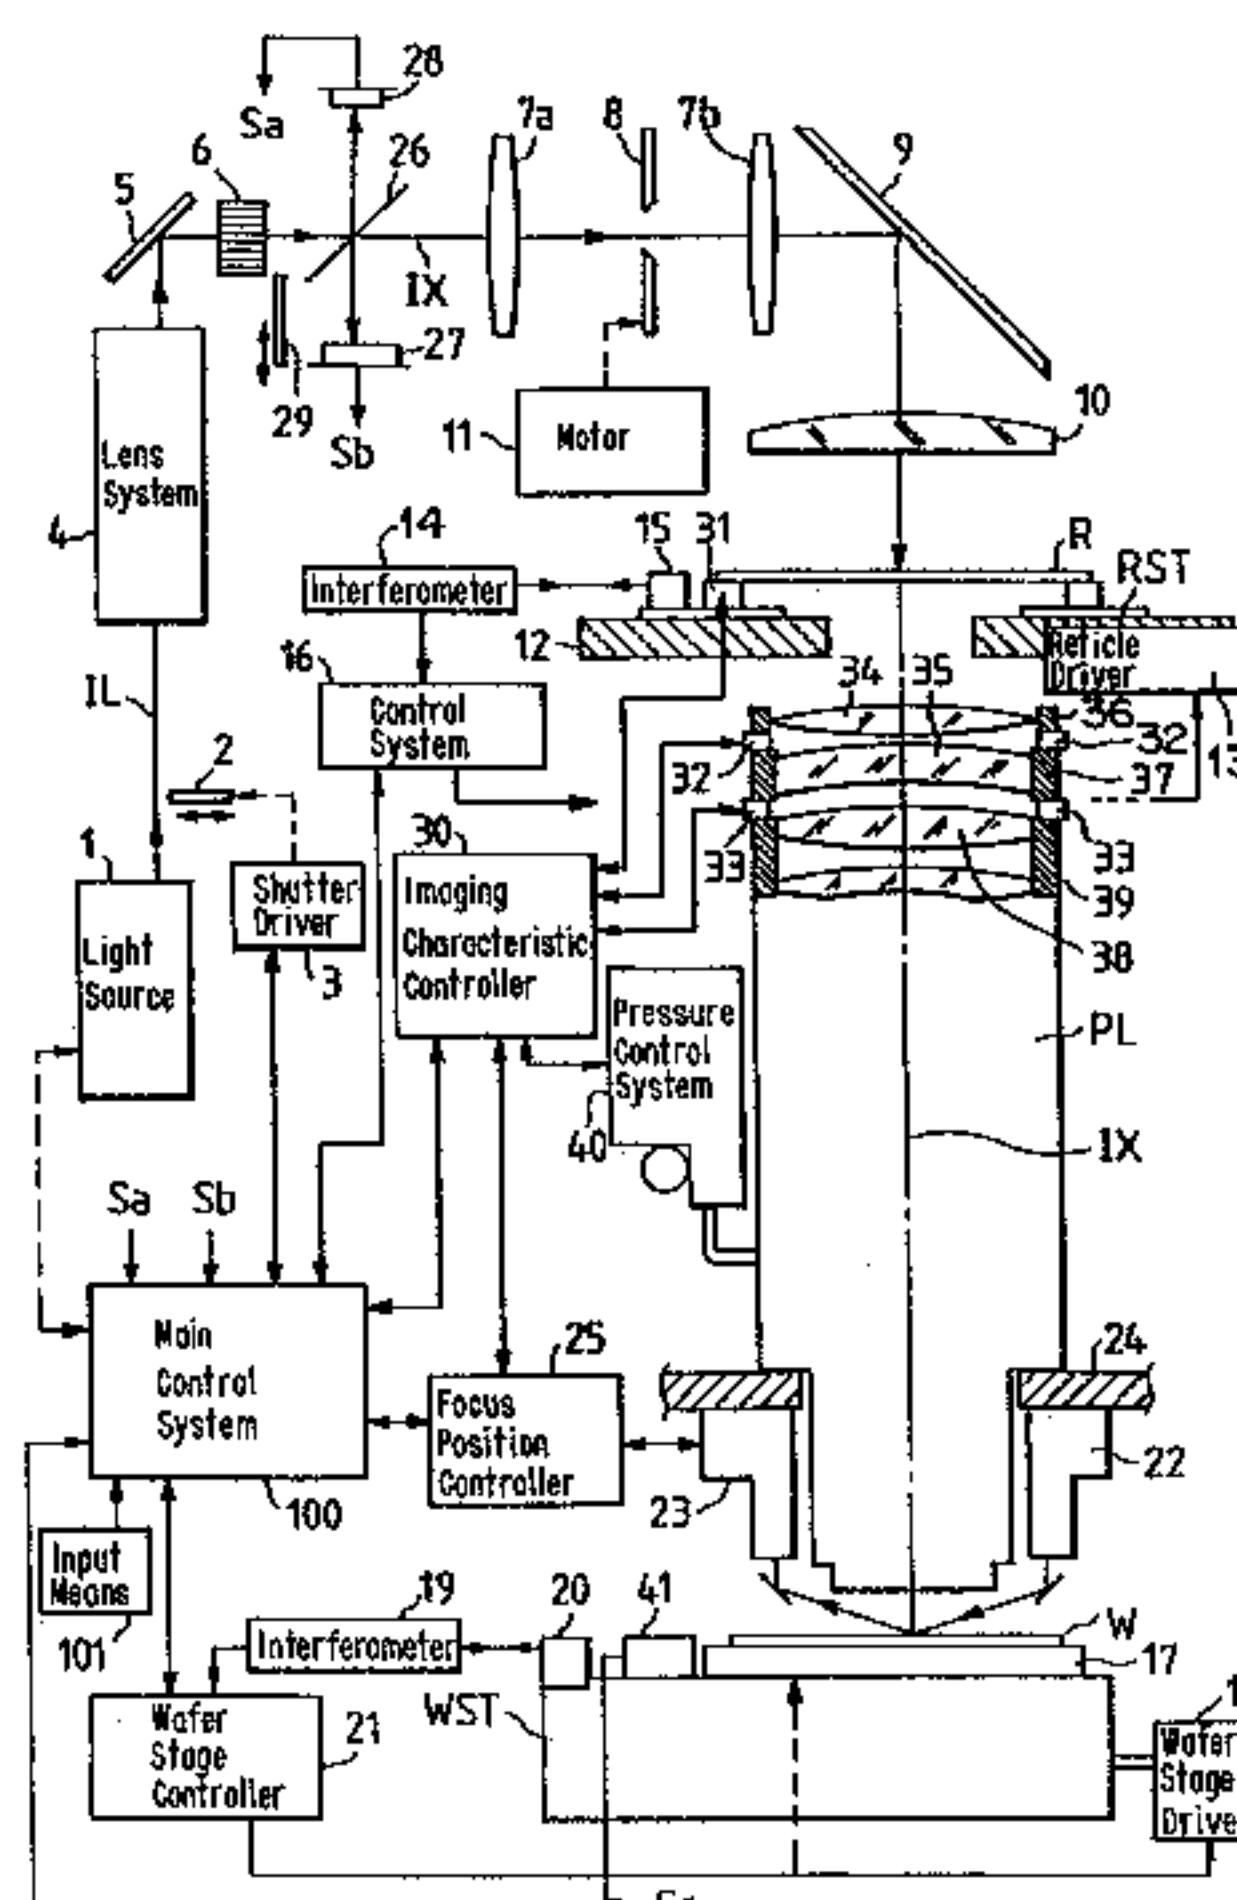 28
Sa
7a
8
7b
6
26
9
5
IX
27
29
Sb
11
Motor
10
Lens
System
4
14
15
31
R
RST
Interferometer
12
Reticle
Driver
16
34
35
IL
Control
System
36
32
32
37
13
2
30
33
33
1
Shutter
Driver
3
Imaging
Characteristic
Controller
39
38
Light
Source
Pressure
Control
System
PL
40
IX
Sa
Sb
Main
Control
System
25
24
Focus
Position
Controller
22
23
100
Input
Means
101
19
20
41
W
Interferometer
17
WST
Wafer
Stage
Controller
21
Wafer
Stage